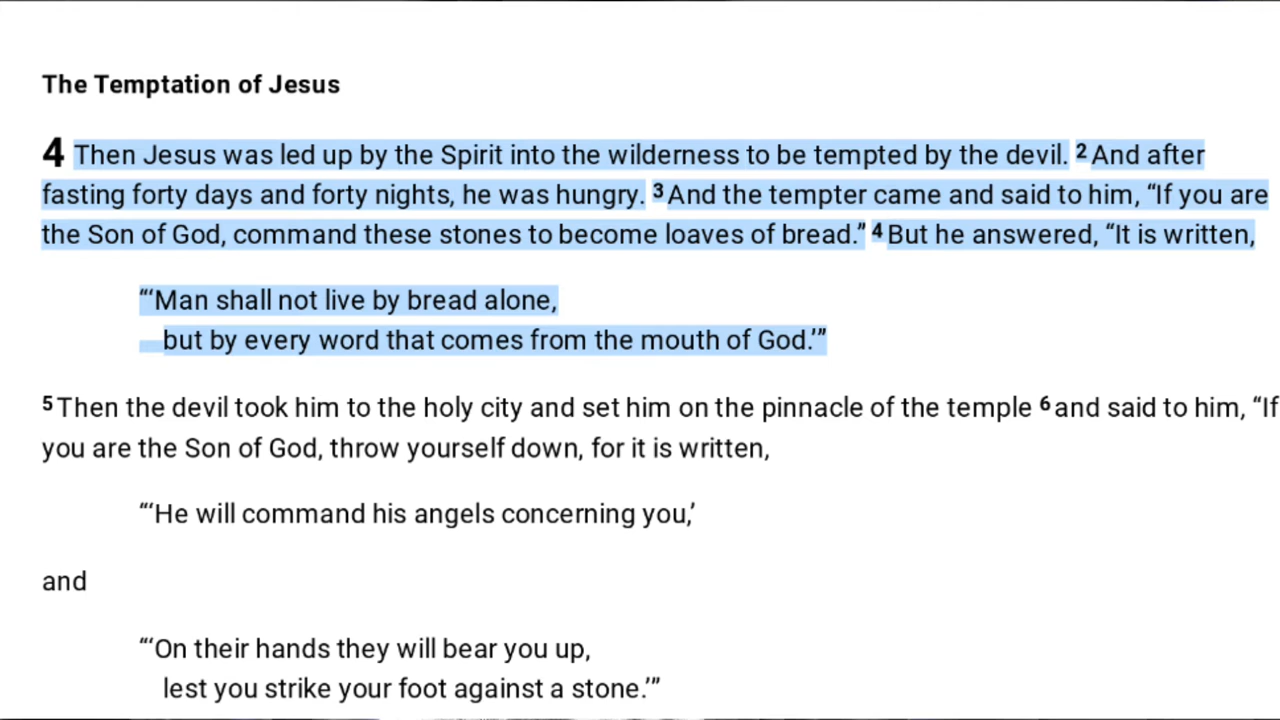 The Temptation of Jesus
4 Then Jesus was led up by the Spirit into the wilderness to be tempted by the devil. 2 And after
fasting forty days and forty nights, he was hungry. 3 And the tempter came and said to him, “If you are
the Son of God, command these stones to become loaves of bread.” 4 But he answered, “It is written,
“‘Man shall not live by bread alone,
but by every word that comes from the mouth of God.’”
5 Then the devil took him to the holy city and set him on the pinnacle of the temple 6 and said to him, “If
you are the Son of God, throw yourself down, for it is written,
“‘He will command his angels concerning you,’
and
“‘On their hands they will bear you up,
lest you strike your foot against a stone.’”